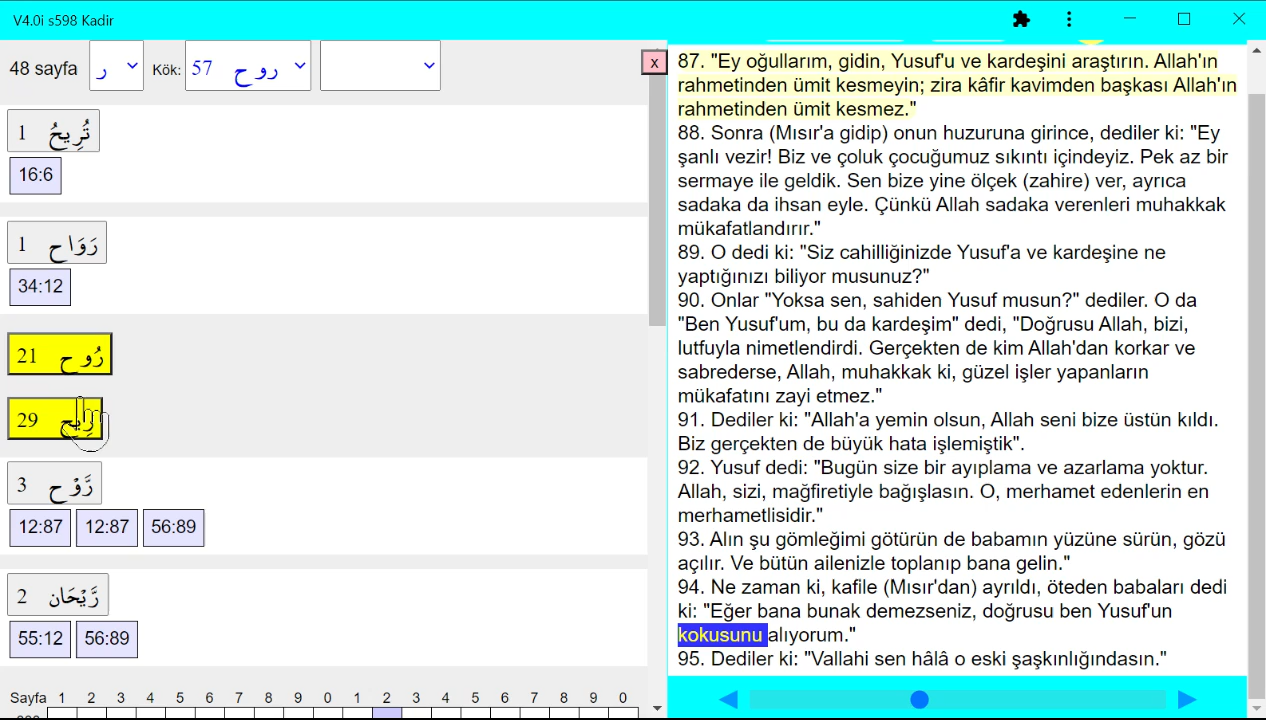 V4.0i s598 Kadir
48 sayfa ر Kök: 57 روح
x
1 تُرِيحُ
16:6
1 رَوَاح
34:12
21 رُوح
29 رِيح
3 رَّوْح
12:87 12:87 56:89
2 رَّيْحَان
55:12 56:89
Sayfa 1 2 3 4 5 6 7 8 9 0 1 2 3 4 5 6 7 8 9 0
87. "Ey oğullarım, gidin, Yusuf'u ve kardeşini araştırın. Allah'ın
rahmetinden ümit kesmeyin; zira kâfir kavimden başkası Allah'ın
rahmetinden ümit kesmez."
88. Sonra (Mısır'a gidip) onun huzuruna girince, dediler ki: "Ey
şanlı vezir! Biz ve çoluk çocuğumuz sıkıntı içindeyiz. Pek az bir
sermaye ile geldik. Sen bize yine ölçek (zahire) ver, ayrıca
sadaka da ihsan eyle. Çünkü Allah sadaka verenleri muhakkak
mükafatlandırır."
89. O dedi ki: "Siz cahilliğinizde Yusuf'a ve kardeşine ne
yaptığınızı biliyor musunuz?"
90. Onlar "Yoksa sen, sahiden Yusuf musun?" dediler. O da
"Ben Yusuf'um, bu da kardeşim" dedi, "Doğrusu Allah, bizi,
lutfuyla nimetlendirdi. Gerçekten de kim Allah'dan korkar ve
sabrederse, Allah, muhakkak ki, güzel işler yapanların
mükafatını zayi etmez."
91. Dediler ki: "Allah'a yemin olsun, Allah seni bize üstün kıldı.
Biz gerçekten de büyük hata işlemiştik".
92. Yusuf dedi: "Bugün size bir ayıplama ve azarlama yoktur.
Allah, sizi, mağfiretiyle bağışlasın. O, merhamet edenlerin en
merhametlisidir."
93. Alın şu gömleğimi götürün de babamın yüzüne sürün, gözü
açılır. Ve bütün ailenizle toplanıp bana gelin."
94. Ne zaman ki, kafile (Mısır'dan) ayrıldı, öteden babaları dedi
ki: "Eğer bana bunak demezseniz, doğrusu ben Yusuf'un
kokusunu alıyorum."
95. Dediler ki: "Vallahi sen hâlâ o eski şaşkınlığındasın."